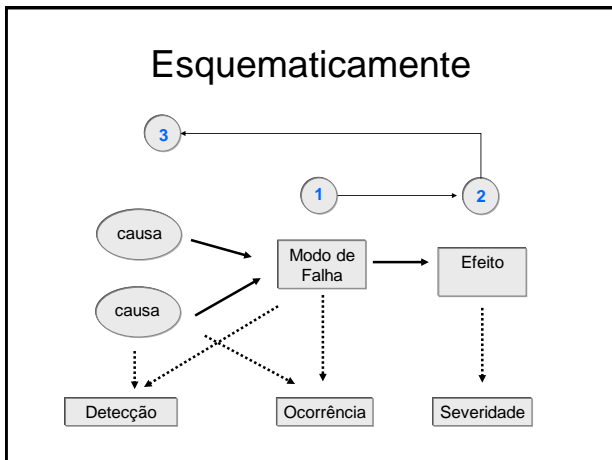 Esquematicamente
3
1
2
causa
Modo de
Falha
Efeito
causa
Detecção
Ocorrência
Severidade